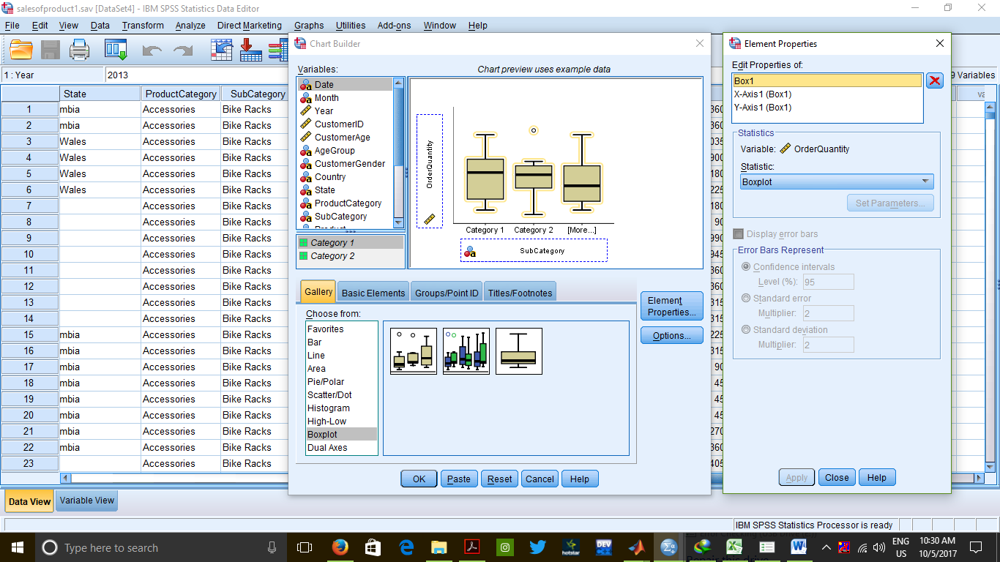 salesofproduct1.sav [DataSet4] - IBM SPSS Statistics Data Editor
File Edit View Data Transform Analyze Direct Marketing Graphs Utilities Add-ons Window Help
1 : Year 2013
9 Variables
State ProductCategory SubCategory
va
1 mbia Accessories Bike Racks 360
2 mbia Accessories Bike Racks 360
3 Wales Accessories Bike Racks 035
4 Wales Accessories Bike Racks 900
5 Wales Accessories Bike Racks 180
6 Wales Accessories Bike Racks 225
7 Accessories Bike Racks 180
8 Accessories Bike Racks 90
9 Accessories Bike Racks 990
10 Accessories Bike Racks 360
11 Accessories Bike Racks 360
12 Accessories Bike Racks 360
13 Accessories Bike Racks 315
14 Accessories Bike Racks 315
15 mbia Accessories Bike Racks 225
16 mbia Accessories Bike Racks 315
17 mbia Accessories Bike Racks 90
18 mbia Accessories Bike Racks 45
19 mbia Accessories Bike Racks 45
20 mbia Accessories Bike Racks 45
21 mbia Accessories Bike Racks 270
22 mbia Accessories Bike Racks 360
23 Accessories Bike Racks 405
Data View Variable View
IBM SPSS Statistics Processor is ready
Chart Builder
Variables:
Chart preview uses example data
Date
Month
Year
CustomerID
CustomerAge
AgeGroup
CustomerGender
Country
State
ProductCategory
SubCategory
Category 1
Category 2
OrderQuantity
Category 1 Category 2 [More...]
SubCategory
Gallery Basic Elements Groups/Point ID Titles/Footnotes
Choose from:
Favorites
Bar
Line
Area
Pie/Polar
Scatter/Dot
Histogram
High-Low
Boxplot
Dual Axes
Element Properties...
Options...
OK Paste Reset Cancel Help
Element Properties
Edit Properties of:
Box1
X-Axis1 (Box1)
Y-Axis1 (Box1)
Statistics
Variable: OrderQuantity
Statistic:
Boxplot
Set Parameters...
Display error bars
Error Bars Represent
Confidence intervals
Level (%): 95
Standard error
Multiplier: 2
Standard deviation
Multiplier: 2
Apply Close Help
Type here to search
hotstar
DEV
ENG
US
10:30 AM
10/5/2017